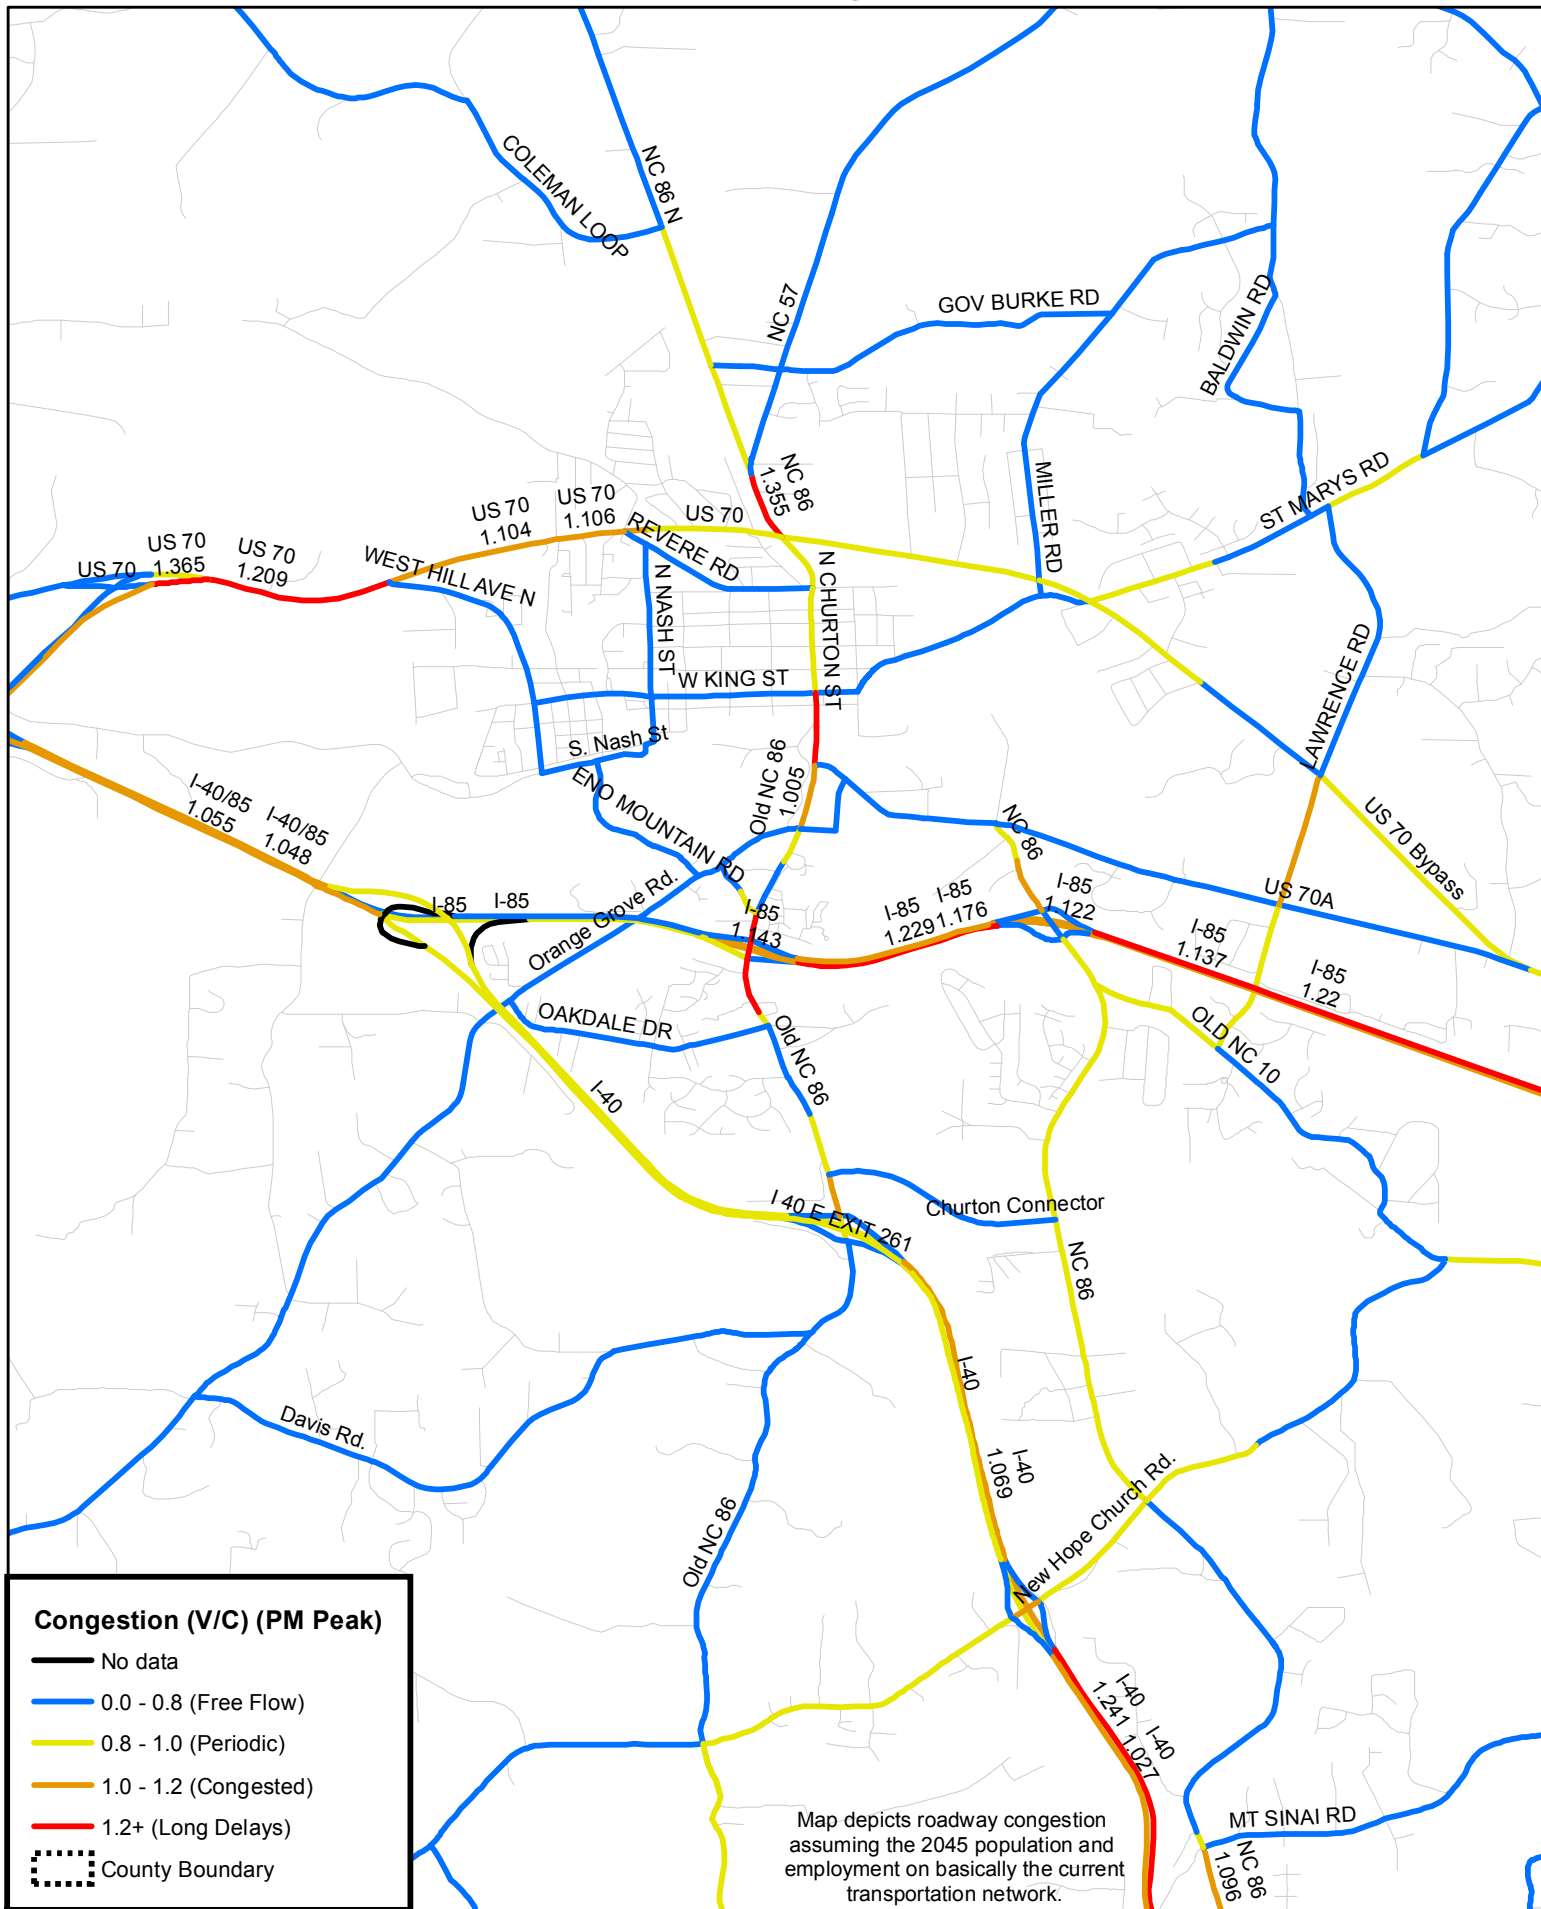 COLEMAN LOOP
NC 86 N
NC 57
GOV BURKE RD
BALDWIN RD
NC 86
1.355
MILLER RD
ST MARYS RD
US 70
US 70
1.365
US 70
1.209
US 70
1.104
US 70
1.106
US 70
REVERE RD
WEST HILL AVE N
N NASH ST
N CHURTON ST
W KING ST
LAWRENCE RD
S. Nash St
ENO MOUNTAIN RD
Old NC 86
1.005
I-40/85
1.055
I-40/85
1.048
NC 86
US 70 Bypass
US 70A
I-85
I-85
Orange Grove Rd.
I-85
1.143
I-85
1.229
I-85
1.176
I-85
1.122
I-85
1.137
I-85
1.22
OAKDALE DR
Old NC 86
OLD NC 10
I-40
I 40 E EXIT 261
Churton Connector
NC 86
I-40
Davis Rd.
I-40
1.069
New Hope Church Rd.
Old NC 86
I-40
1.241
I-40
1.027
MT SINAI RD
NC 86
1.096
Congestion (V/C) (PM Peak)
No data
0.0 - 0.8 (Free Flow)
0.8 - 1.0 (Periodic)
1.0 - 1.2 (Congested)
1.2+ (Long Delays)
County Boundary
Map depicts roadway congestion
assuming the 2045 population and
employment on basically the current
transportation network.